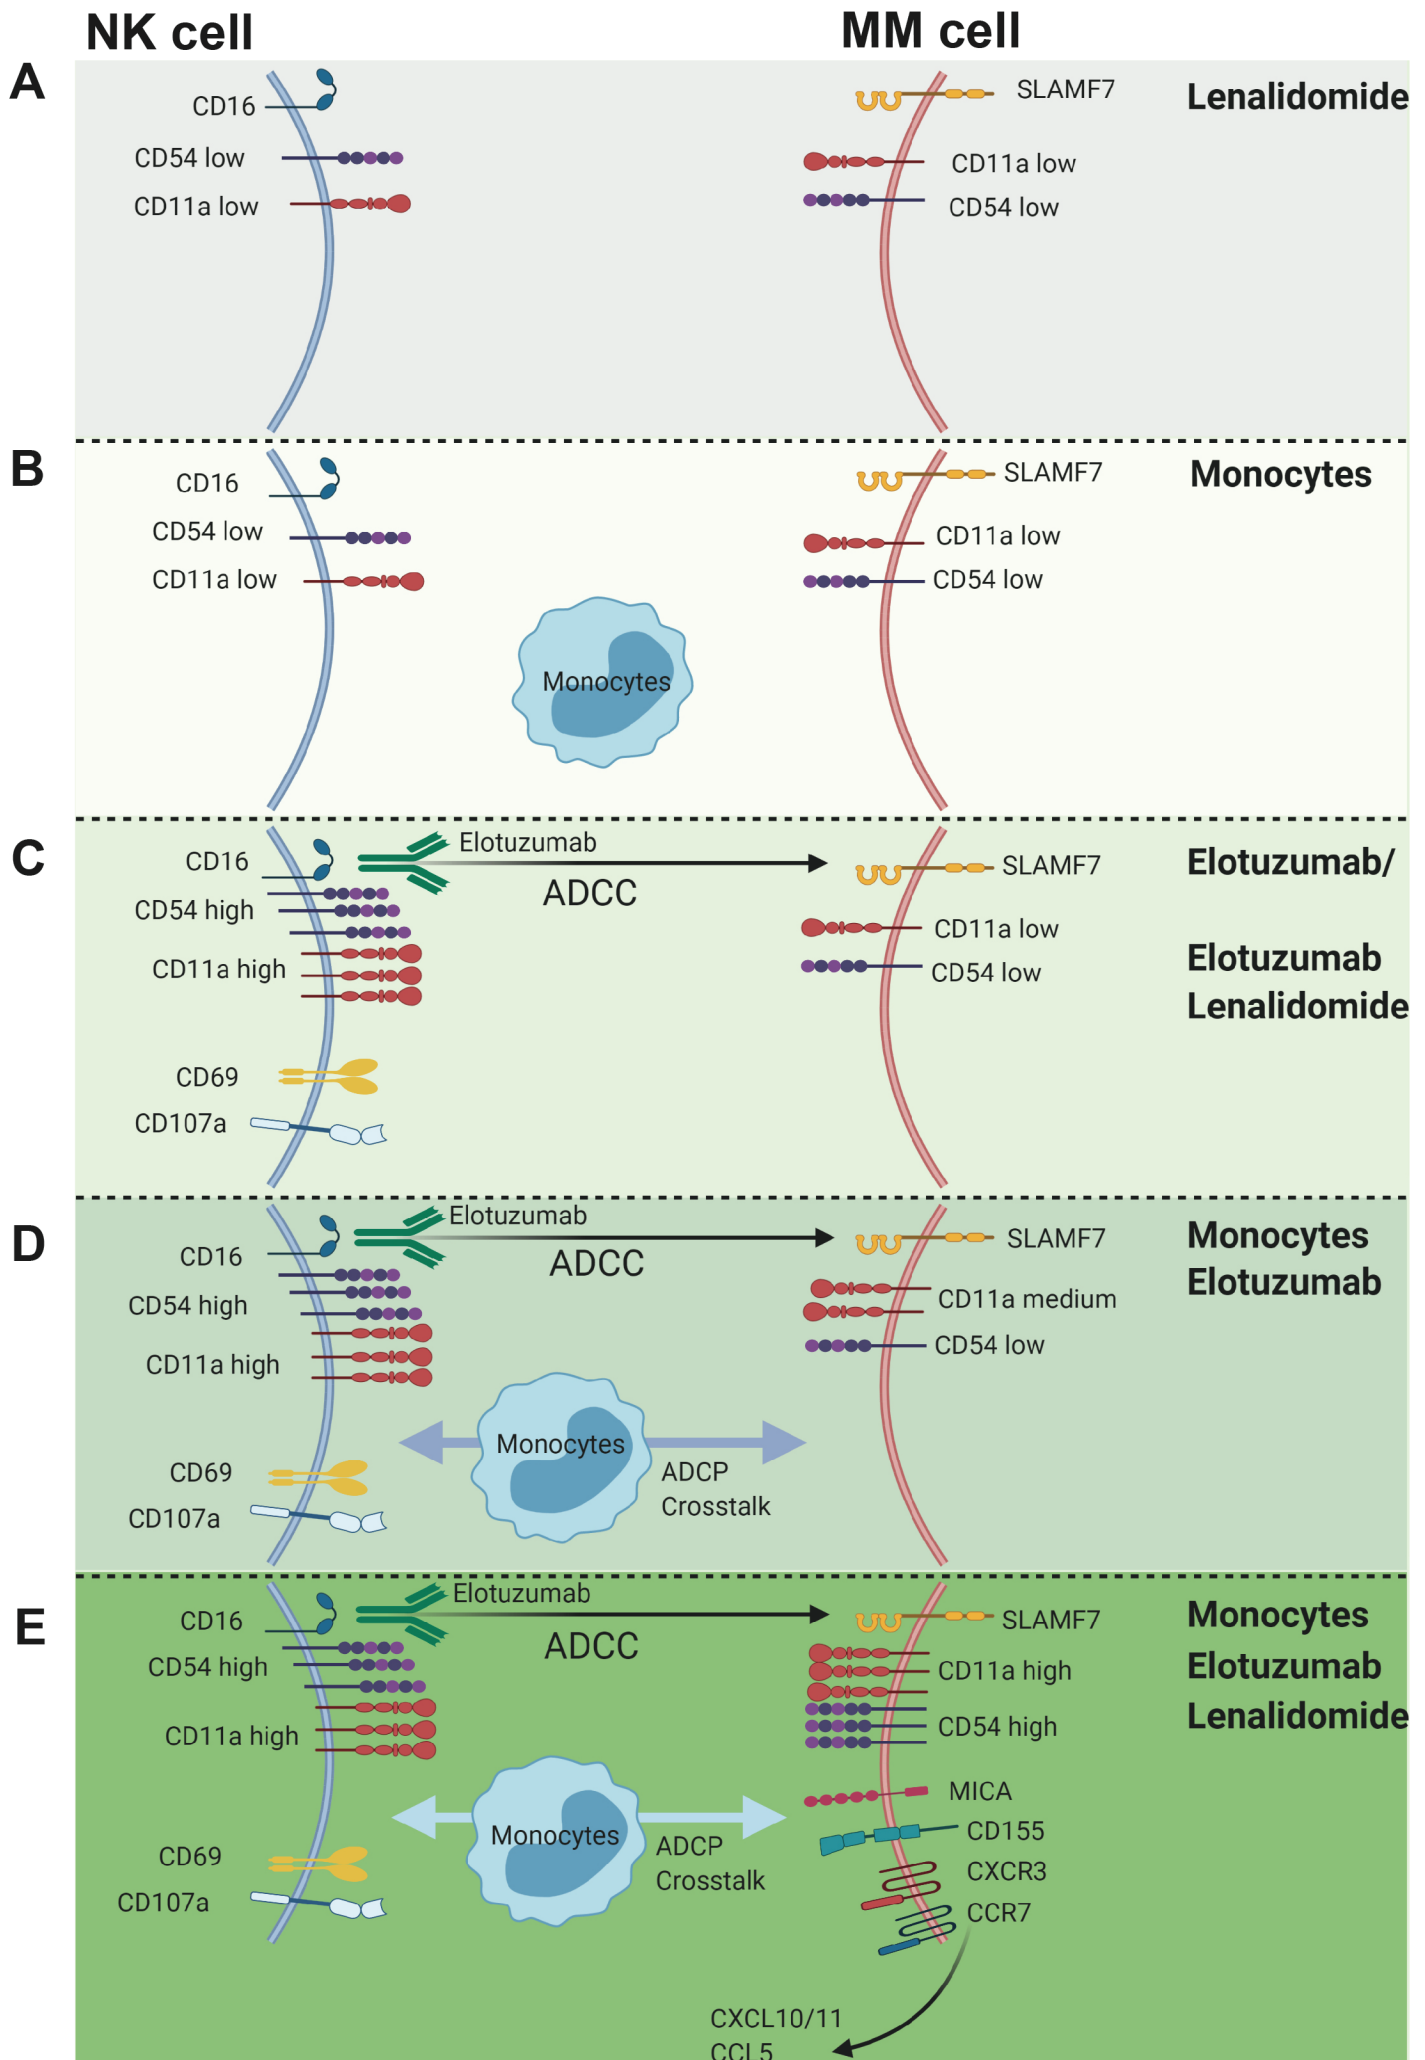 NK cell
MM cell
A
CD16
SLAMF7
Lenalidomide
CD54 low
CD11a low
CD11a low
CD54 low
B
CD16
SLAMF7
Monocytes
CD54 low
CD11a low
CD11a low
CD54 low
Monocytes
C
CD16
Elotuzumab
ADCC
SLAMF7
Elotuzumab/
CD54 high
CD11a low
CD11a high
CD54 low
Elotuzumab
Lenalidomide
CD69
CD107a
D
CD16
Elotuzumab
ADCC
SLAMF7
Monocytes
Elotuzumab
CD54 high
CD11a medium
CD11a high
CD54 low
Monocytes
ADCP
Crosstalk
CD69
CD107a
E
CD16
Elotuzumab
ADCC
SLAMF7
Monocytes
CD54 high
CD11a high
Elotuzumab
CD11a high
CD54 high
Lenalidomide
MICA
Monocytes
ADCP
Crosstalk
CD155
CD69
CXCR3
CD107a
CCR7
CXCL10/11
CCL5